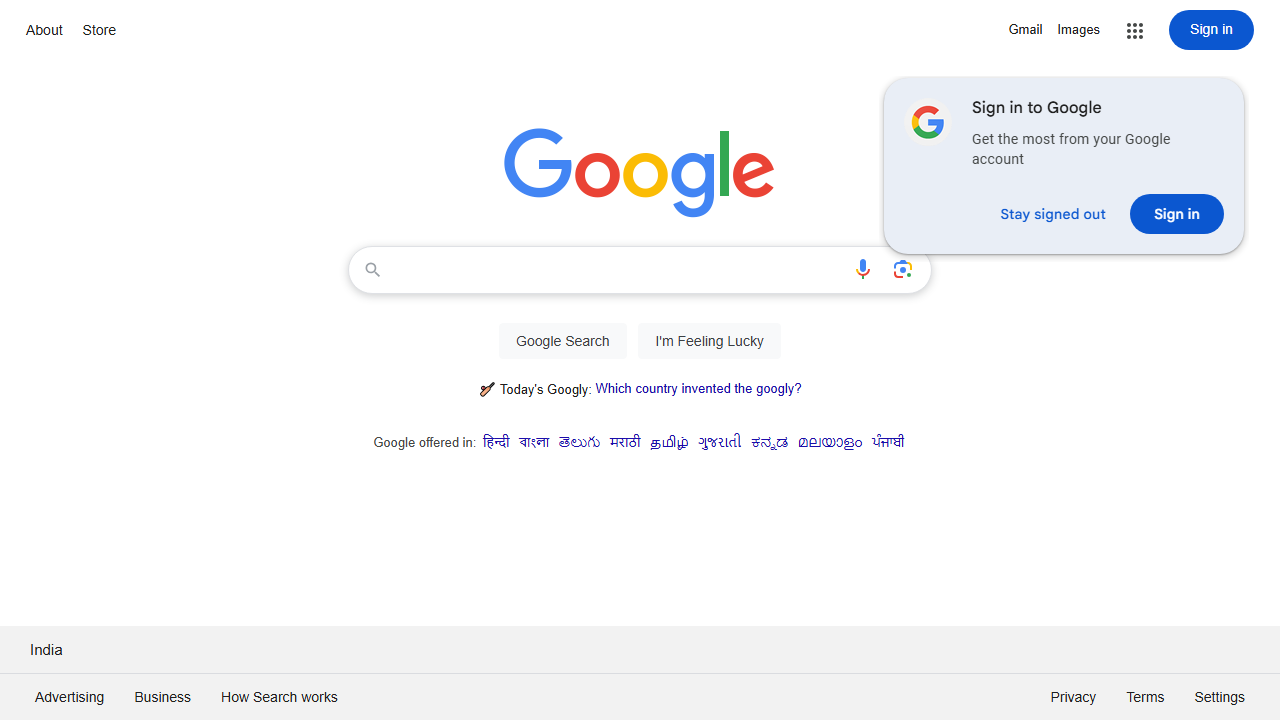 About Store
Gmail Images Sign in
Sign in to Google
Get the most from your Google
account
Stay signed out Sign in
Google
Google Search I'm Feeling Lucky
Today's Googly: Which country invented the googly?
Google offered in: हिन्दी বাংলা తెలుగు मराठी தமிழ் ગુજરાતી ಕನ್ನಡ മലയാളം ਪੰਜਾਬੀ
India
Advertising Business How Search works
Privacy Terms Settings